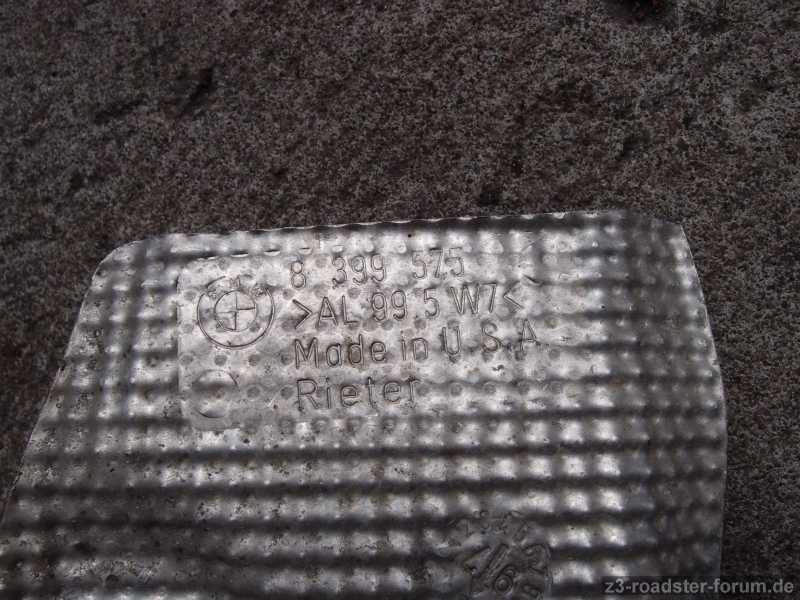 8 399 575
>AL 99 5 W7<
Made in U.S.A
Rieter
z3-roadster-forum.de